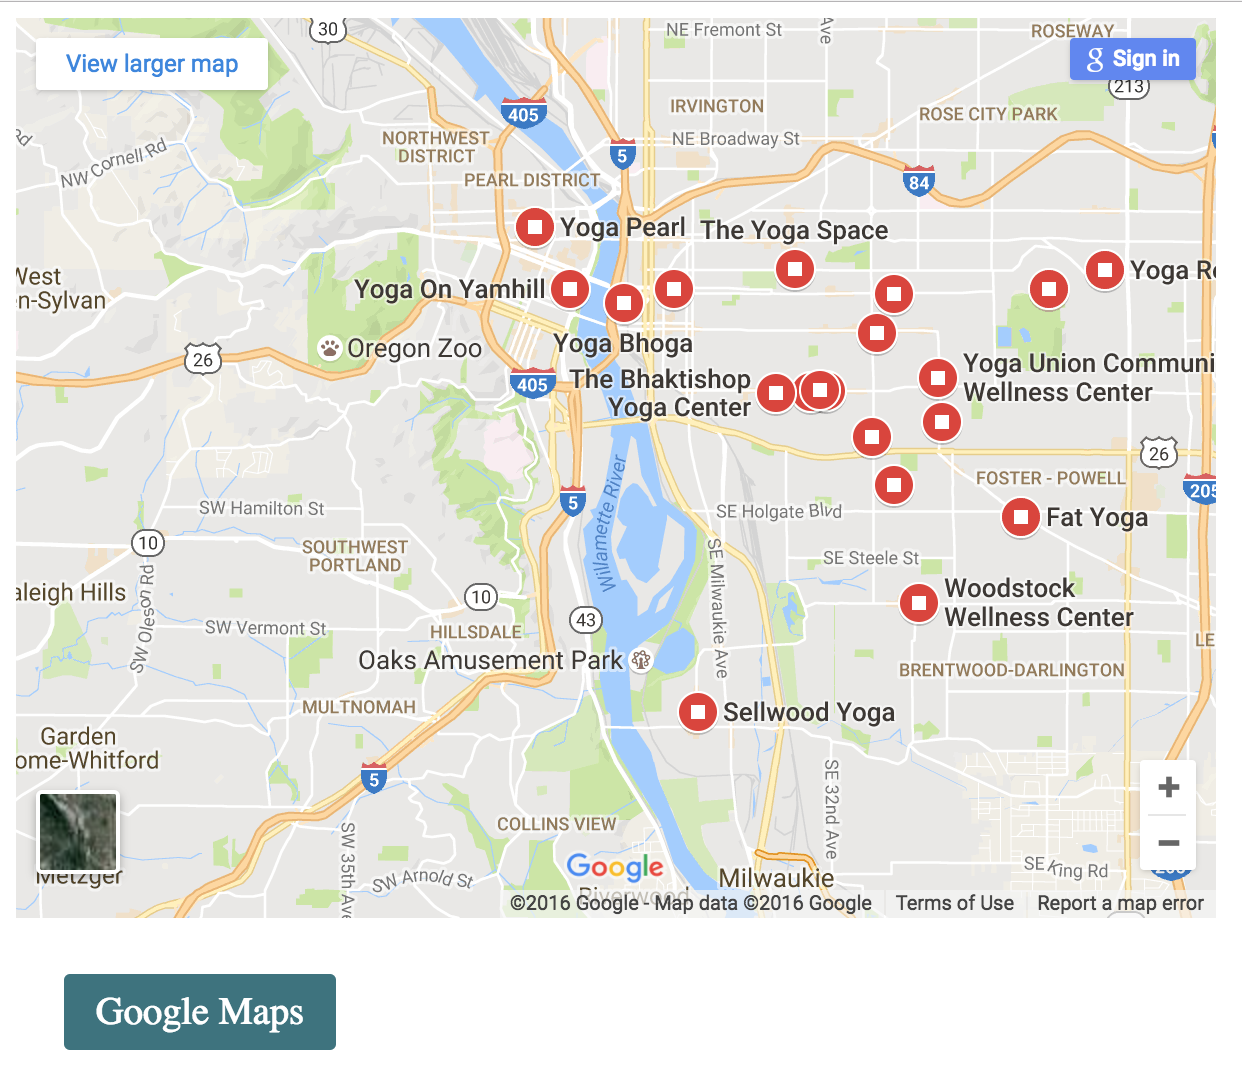 30
NE Fremont St
Ave
ROSEWAY
View larger map
g Sign in
213
405
IRVINGTON
ROSE CITY PARK
NORTHWEST
DISTRICT
NE Broadway St
5
NW Cornell Rd
Rd
PEARL DISTRICT
84
Yoga Pearl
The Yoga Space
West
en-Sylvan
Yoga On Yamhill
Yoga R
Yoga Bhoga
26
Oregon Zoo
405
The Bhaktishop
Yoga Center
Yoga Union Communi
Wellness Center
26
FOSTER - POWELL
205
5
Willamette River
SW Hamilton St
SE Holgate Blvd
Fat Yoga
10
SOUTHWEST
PORTLAND
SE Steele St
SE Milwaukie Ave
aleigh Hills
SW Oleson Rd
10
43
Woodstock
Wellness Center
SW Vermont St
HILLSDALE
LE
Oaks Amusement Park
BRENTWOOD-DARLINGTON
MULTNOMAH
Sellwood Yoga
Garden
ome-Whitford
5
SE 32nd Ave
+
−
COLLINS VIEW
SW 35th Ave
Google
Metzger
SW Arnold St
Milwaukie
SE King Rd
205
Riverwood
©2016 Google - Map data ©2016 Google
Terms of Use
Report a map error
Google Maps